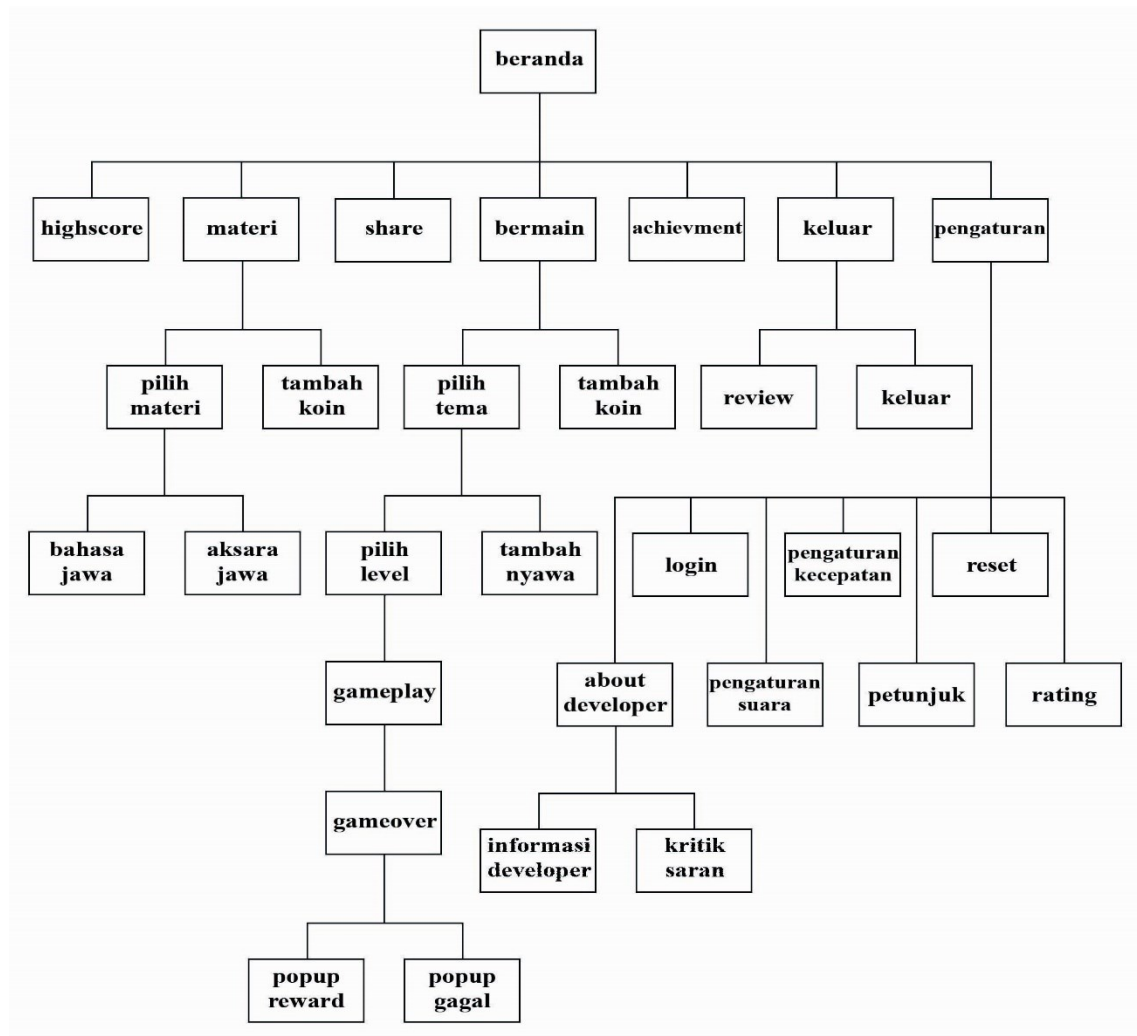 beranda
highscore
materi
share
bermain
achievment
keluar
pengaturan
pilih
materi
tambah
koin
pilih
tema
tambah
koin
review
keluar
bahasa
jawa
aksara
jawa
pilih
level
tambah
nyawa
login
pengaturan
kecepatan
reset
gameplay
about
developer
pengaturan
suara
petunjuk
rating
gameover
informasi
developer
kritik
saran
popup
reward
popup
gagal